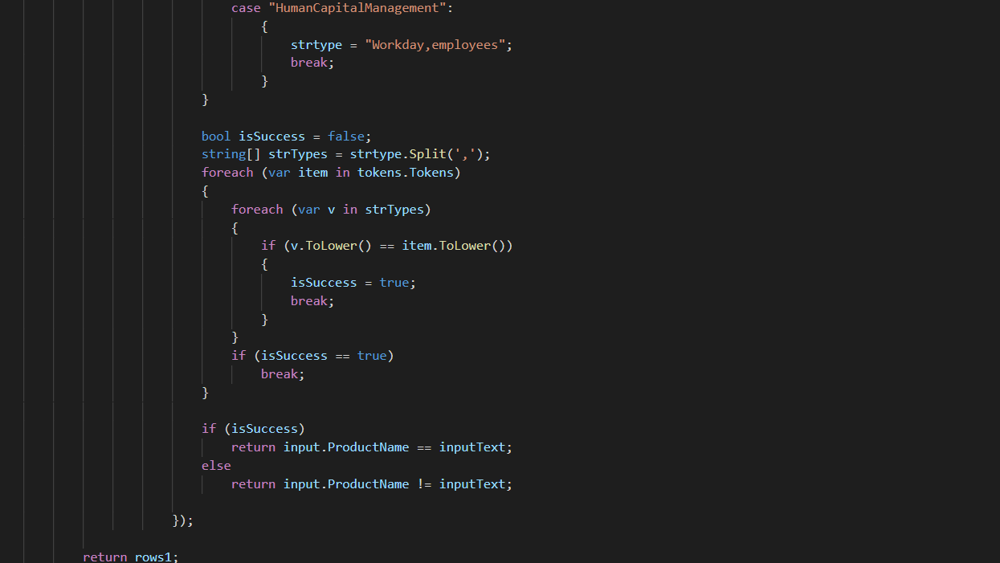 case "HumanCapitalManagement":
{
strtype = "Workday,employees";
break;
}
}
bool isSuccess = false;
string[] strTypes = strtype.Split(',');
foreach (var item in tokens.Tokens)
{
foreach (var v in strTypes)
{
if (v.ToLower() == item.ToLower())
{
isSuccess = true;
break;
}
}
if (isSuccess == true)
break;
}
if (isSuccess)
return input.ProductName == inputText;
else
return input.ProductName != inputText;
});
return rows1;